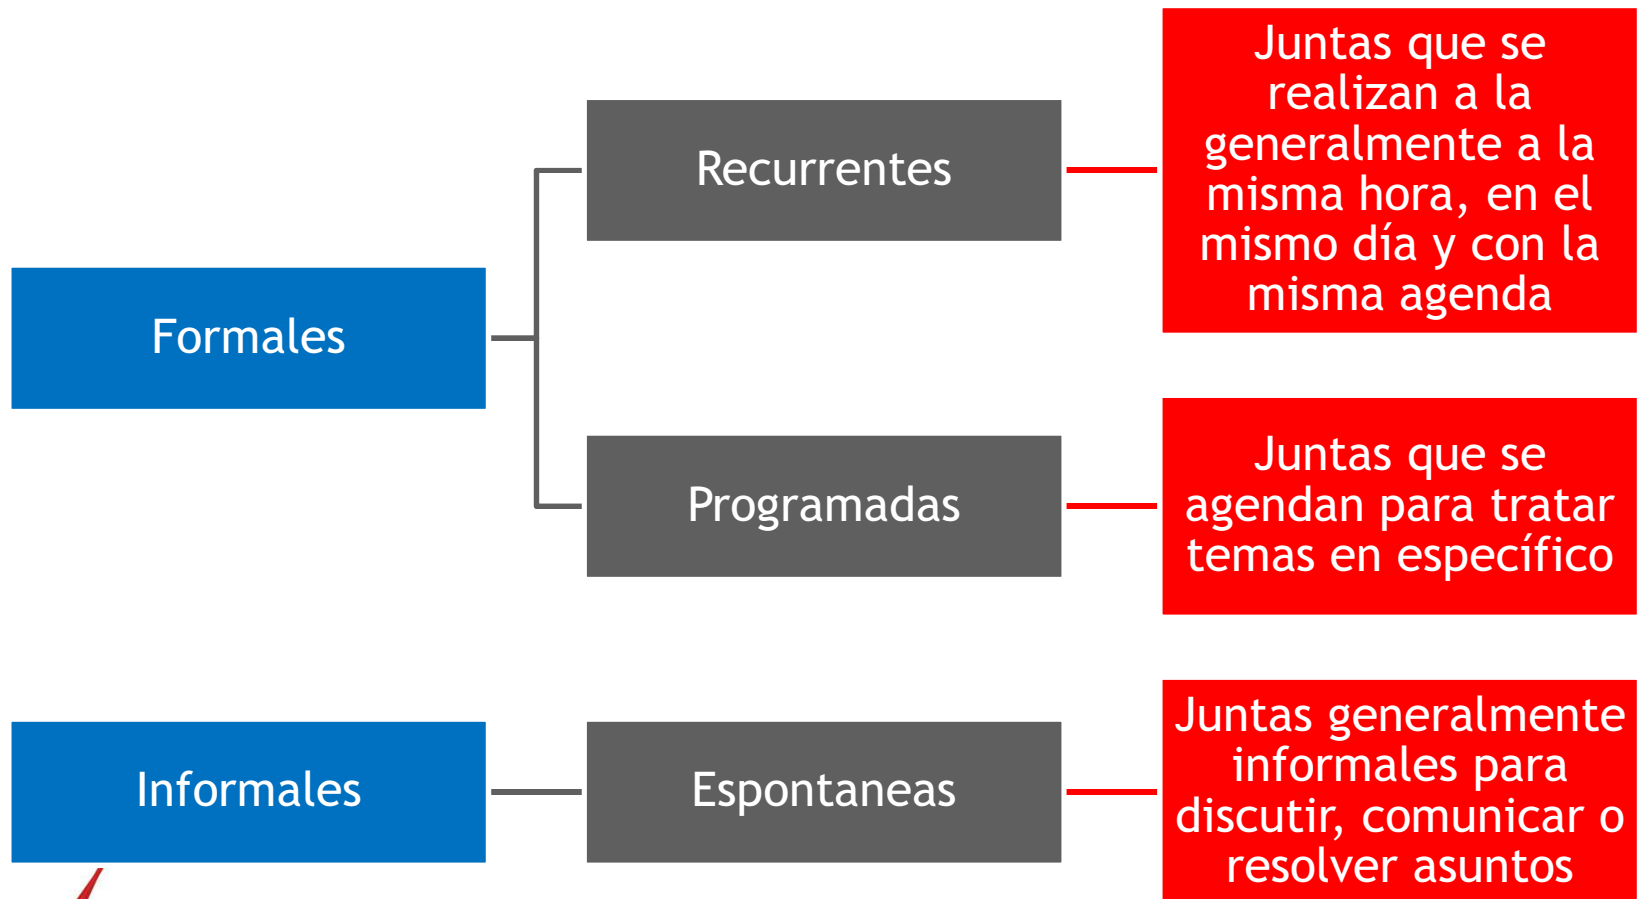 Formales
Recurrentes
Juntas que se
realizan a la
generalmente a la
misma hora, en el
mismo día y con la
misma agenda
Programadas
Juntas que se
agendan para tratar
temas en específico
Informales
Espontaneas
Juntas generalmente
informales para
discutir, comunicar o
resolver asuntos